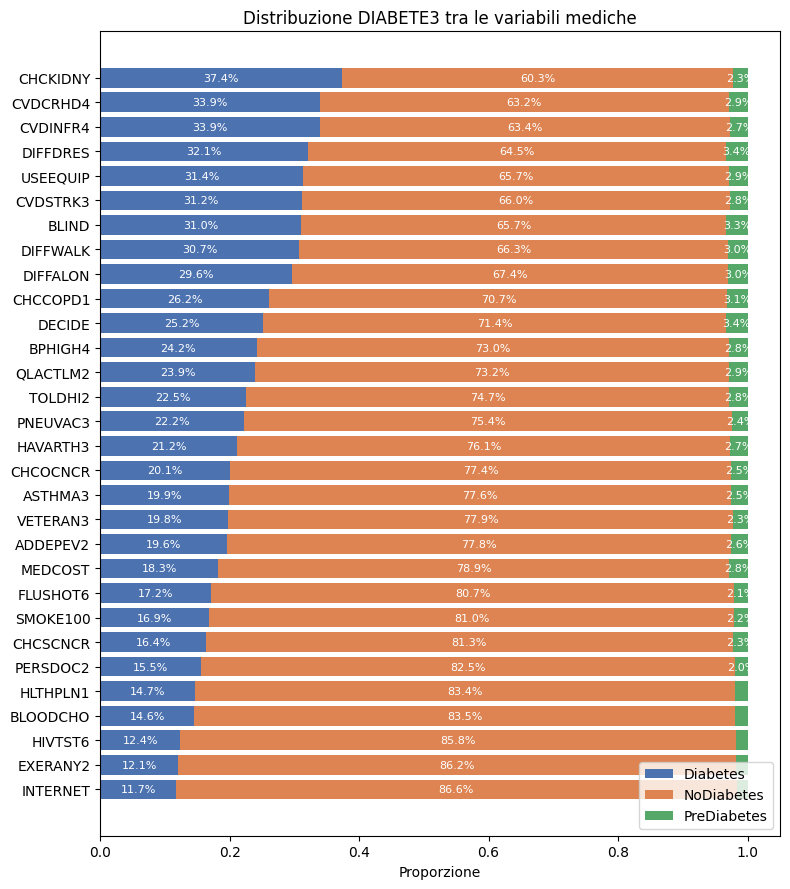 Distribuzione DIABETE3 tra le variabili mediche
CHCKIDNY 37.4% 60.3% 2.3%
CVDCRHD4 33.9% 63.2% 2.9%
CVDINFR4 33.9% 63.4% 2.7%
DIFFDRES 32.1% 64.5% 3.4%
USEEQUIP 31.4% 65.7% 2.9%
CVDSTRK3 31.2% 66.0% 2.8%
BLIND 31.0% 65.7% 3.3%
DIFFWALK 30.7% 66.3% 3.0%
DIFFALON 29.6% 67.4% 3.0%
CHCCOPD1 26.2% 70.7% 3.1%
DECIDE 25.2% 71.4% 3.4%
BPHIGH4 24.2% 73.0% 2.8%
QLACTLM2 23.9% 73.2% 2.9%
TOLDHI2 22.5% 74.7% 2.8%
PNEUVAC3 22.2% 75.4% 2.4%
HAVARTH3 21.2% 76.1% 2.7%
CHCOCNCR 20.1% 77.4% 2.5%
ASTHMA3 19.9% 77.6% 2.5%
VETERAN3 19.8% 77.9% 2.3%
ADDEPEV2 19.6% 77.8% 2.6%
MEDCOST 18.3% 78.9% 2.8%
FLUSHOT6 17.2% 80.7% 2.1%
SMOKE100 16.9% 81.0% 2.2%
CHCSCNCR 16.4% 81.3% 2.3%
PERSDOC2 15.5% 82.5% 2.0%
HLTHPLN1 14.7% 83.4%
BLOODCHO 14.6% 83.5%
HIVTST6 12.4% 85.8%
EXERANY2 12.1% 86.2%
INTERNET 11.7% 86.6%
Diabetes
NoDiabetes
PreDiabetes
0.0 0.2 0.4 0.6 0.8 1.0
Proporzione